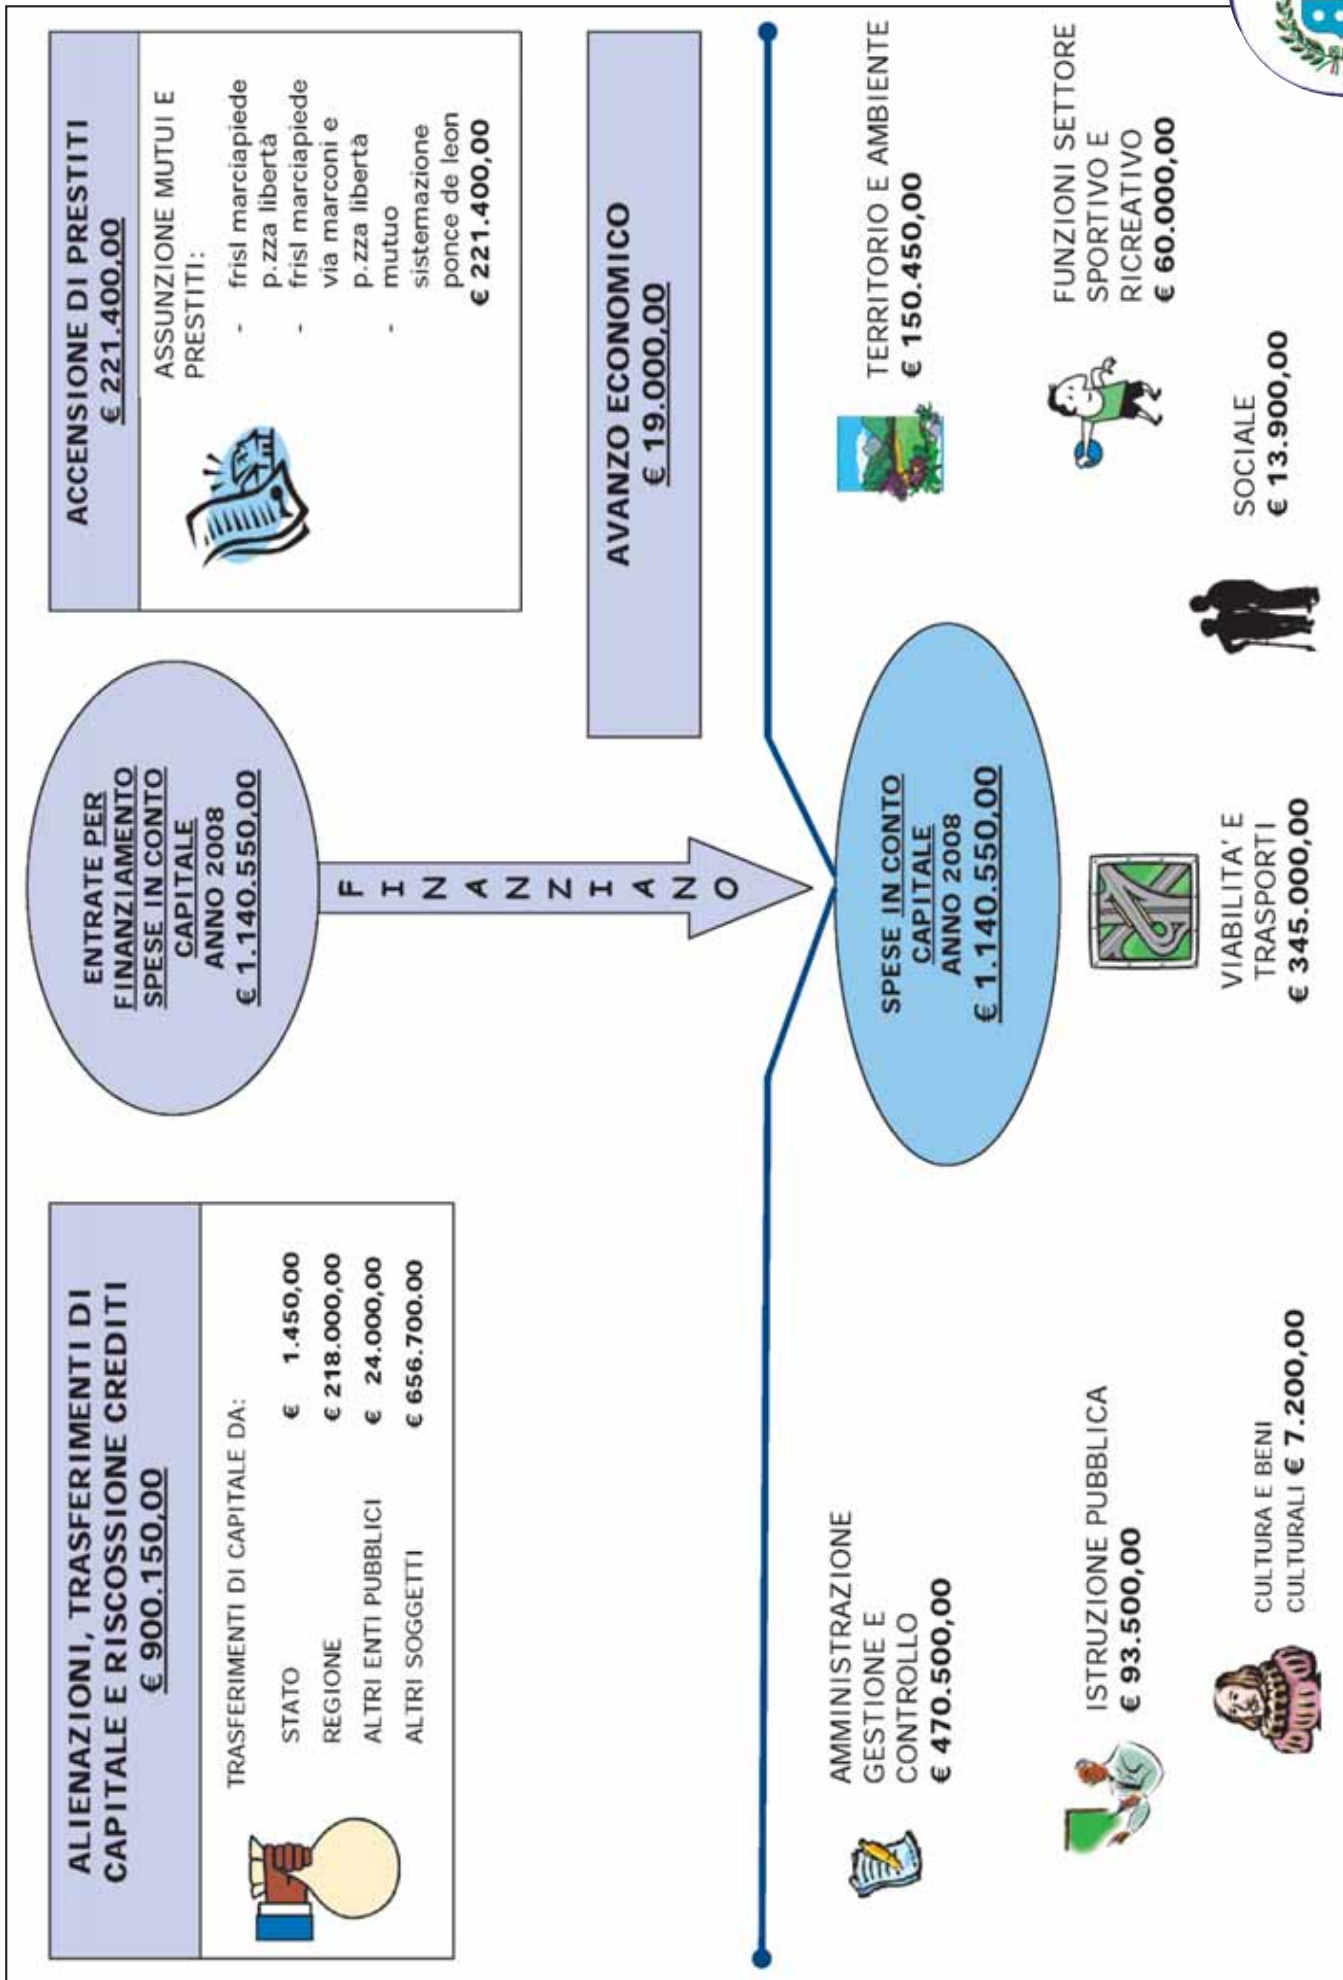 ALIENAZIONI, TRASFERIMENTI DI
CAPITALE E RISCOSSIONE CREDITI
€ 900.150,00
TRASFERIMENTI DI CAPITALE DA:
STATO € 1.450,00
REGIONE € 218.000,00
ALTRI ENTI PUBBLICI € 24.000,00
ALTRI SOGGETTI € 656.700.00
ENTRATE PER
FINANZIAMENTO
SPESE IN CONTO
CAPITALE
ANNO 2008
€ 1.140.550,00
FINANZIANO
ACCENSIONE DI PRESTITI
€ 221.400,00
ASSUNZIONE MUTUI E
PRESTITI:
- frisl marciapiede
p.zza libertà
- frisl marciapiede
via marconi e
p.zza libertà
- mutuo
sistemazione
ponce de leon
€ 221.400,00
AVANZO ECONOMICO
€ 19.000,00
SPESE IN CONTO
CAPITALE
ANNO 2008
€ 1.140.550,00
AMMINISTRAZIONE
GESTIONE E
CONTROLLO
€ 470.500,00
ISTRUZIONE PUBBLICA
€ 93.500,00
CULTURA E BENI
CULTURALI € 7.200,00
VIABILITA' E
TRASPORTI
€ 345.000,00
TERRITORIO E AMBIENTE
€ 150.450,00
FUNZIONI SETTORE
SPORTIVO E
RICREATIVO
€ 60.000,00
SOCIALE
€ 13.900,00